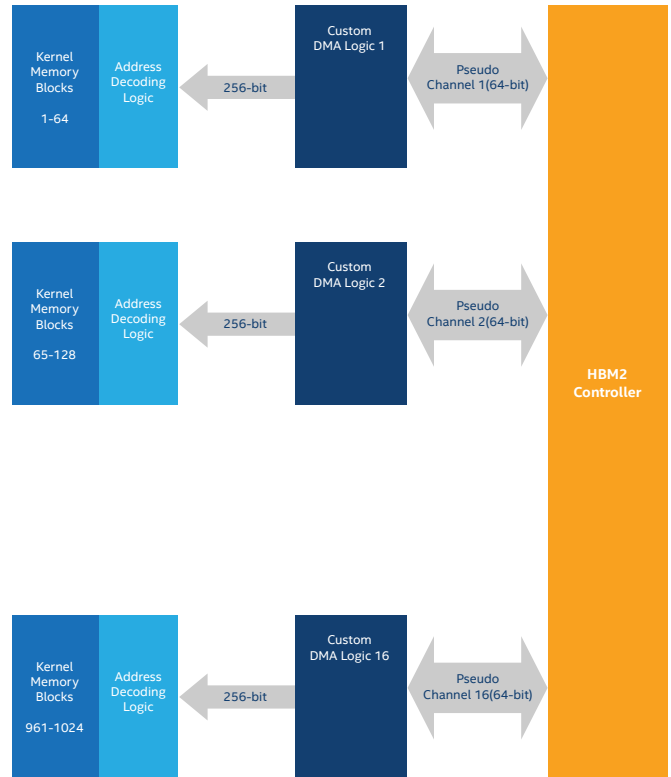 Kernel
Memory
Blocks
1-64
Address
Decoding
Logic
256-bit
Custom
DMA Logic 1
Pseudo
Channel 1(64-bit)
Kernel
Memory
Blocks
65-128
Address
Decoding
Logic
256-bit
Custom
DMA Logic 2
Pseudo
Channel 2(64-bit)
HBM2
Controller
Kernel
Memory
Blocks
961-1024
Address
Decoding
Logic
256-bit
Custom
DMA Logic 16
Pseudo
Channel 16(64-bit)